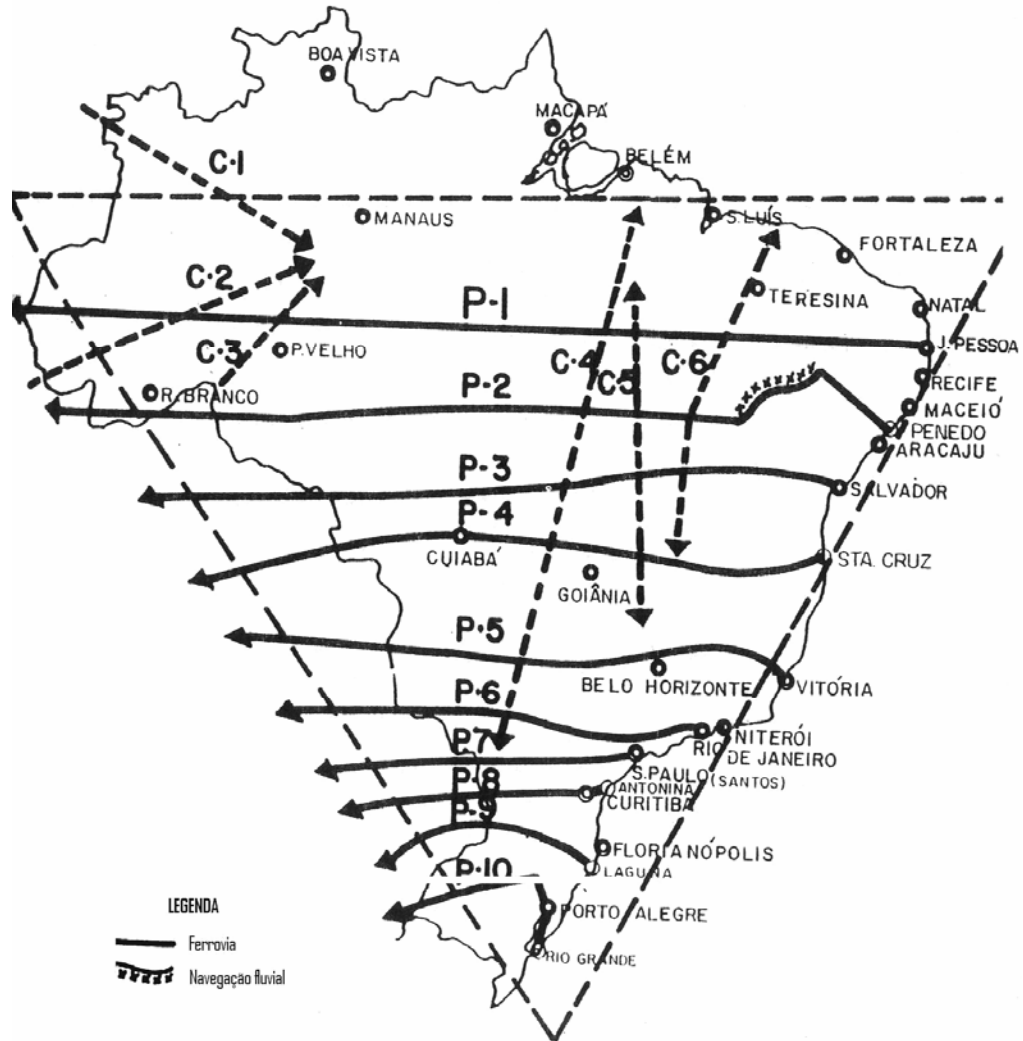 BOA VISTA
MACAPÁ
C·1
BELÉM
MANAUS
S. LUÍS
FORTALEZA
C·2
P-1
TERESINA
NATAL
C·3
P. VELHO
C·4
C·5
C·6
J. PESSOA
R. BRANCO
P-2
RECIFE
MACEIÓ
PENEDO
ARACAJU
P-3
SALVADOR
P-4
CUIABÁ
GOIÂNIA
STA. CRUZ
P·5
BELO HORIZONTE
VITÓRIA
P-6
NITERÓI
RIO DE JANEIRO
P-7
S. PAULO (SANTOS)
P-8
ANTONINA
CURITIBA
P-9
FLORIANÓPOLIS
LAGUNA
P·10
PORTO ALEGRE
RIO GRANDE
LEGENDA
Ferrovia
Navegação fluvial